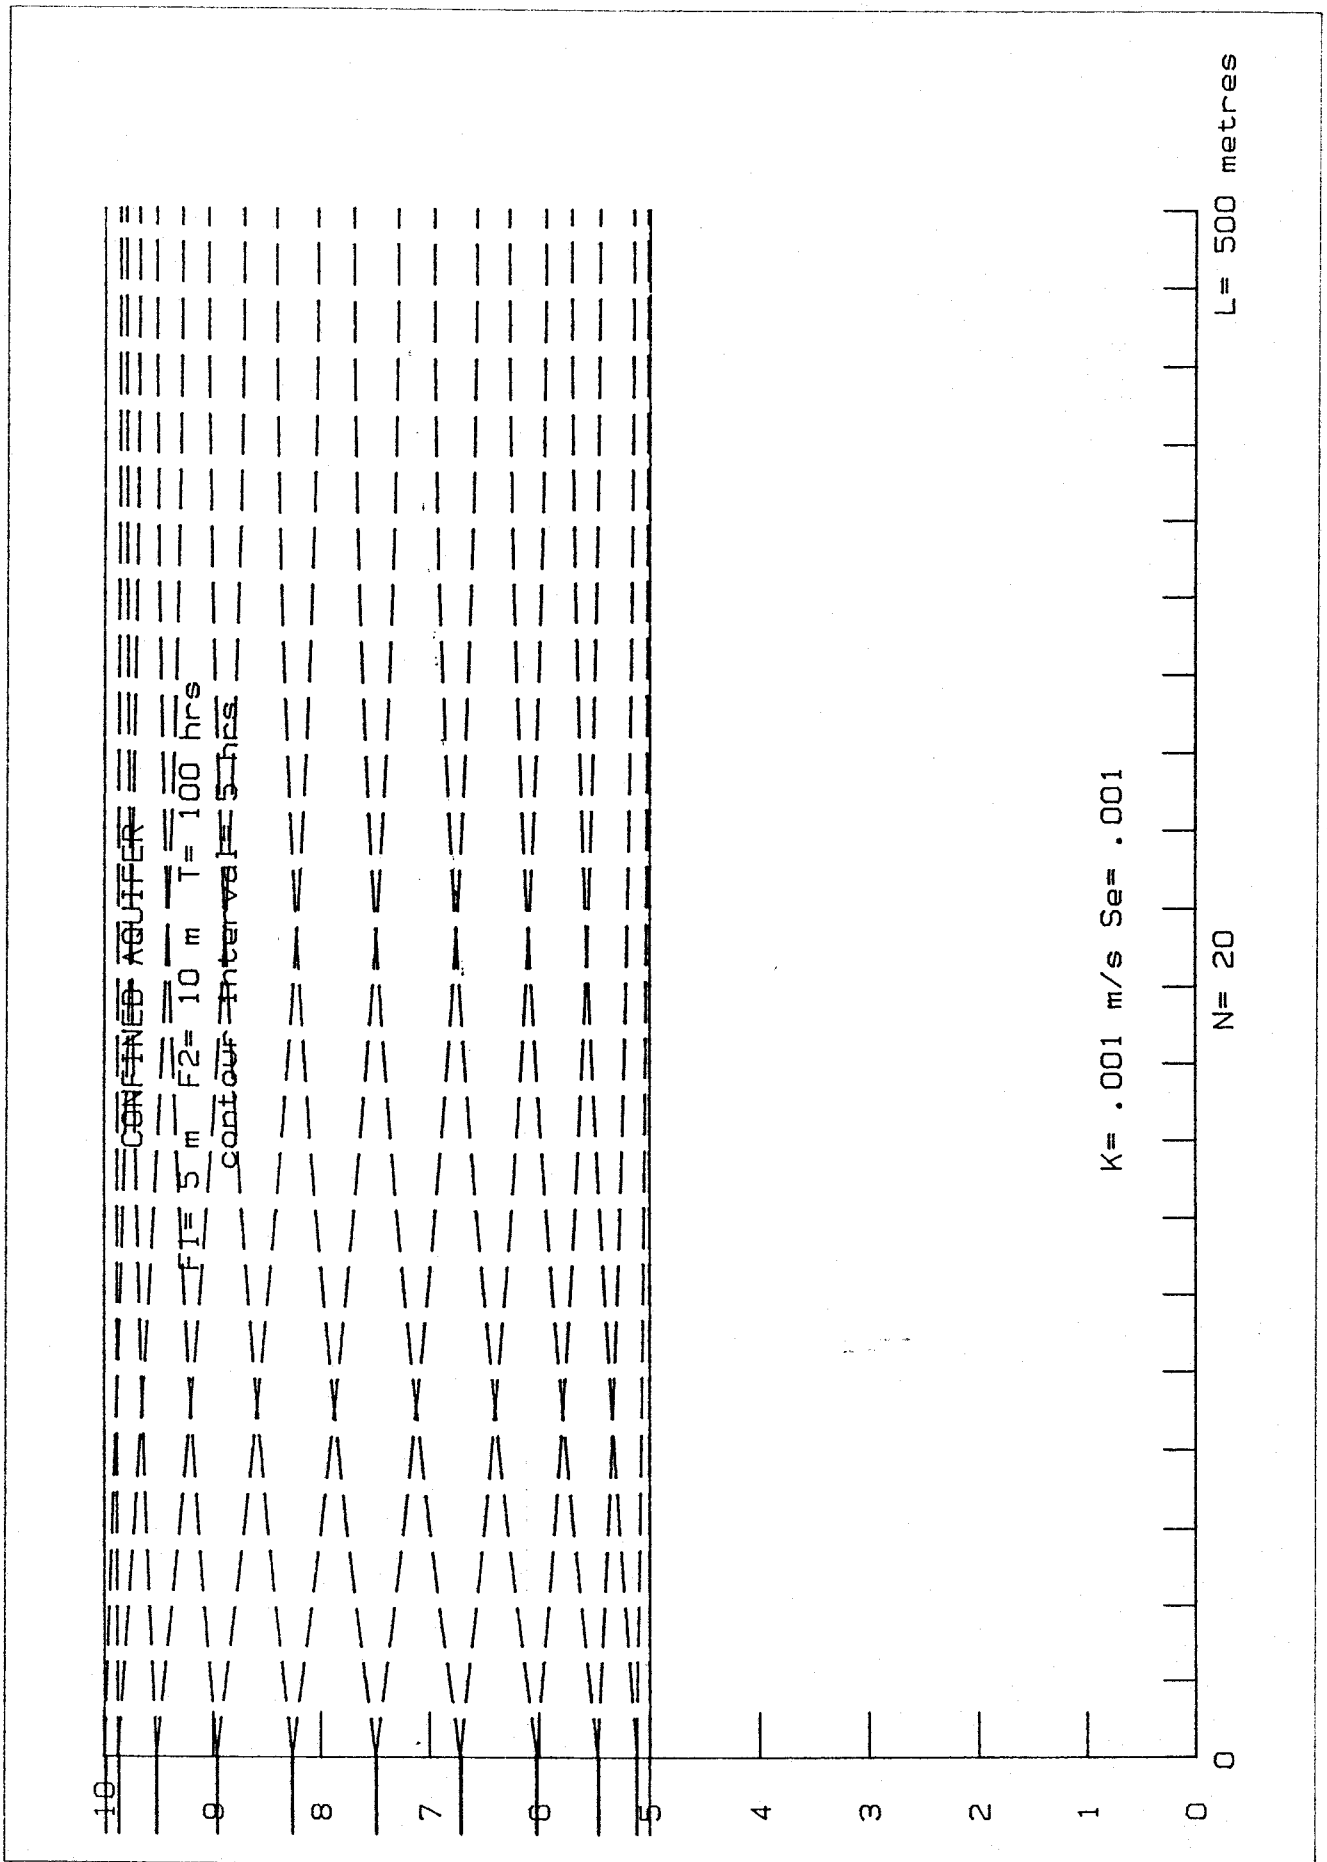 CONFINED AQUIFER
F1= 5 m F2= 10 m T= 100 hrs
contour interval= 5 hrs
10
9
8
7
6
5
4
3
2
1
0
K= .001 m/s Se= .001
0
N= 20
L= 500 metres